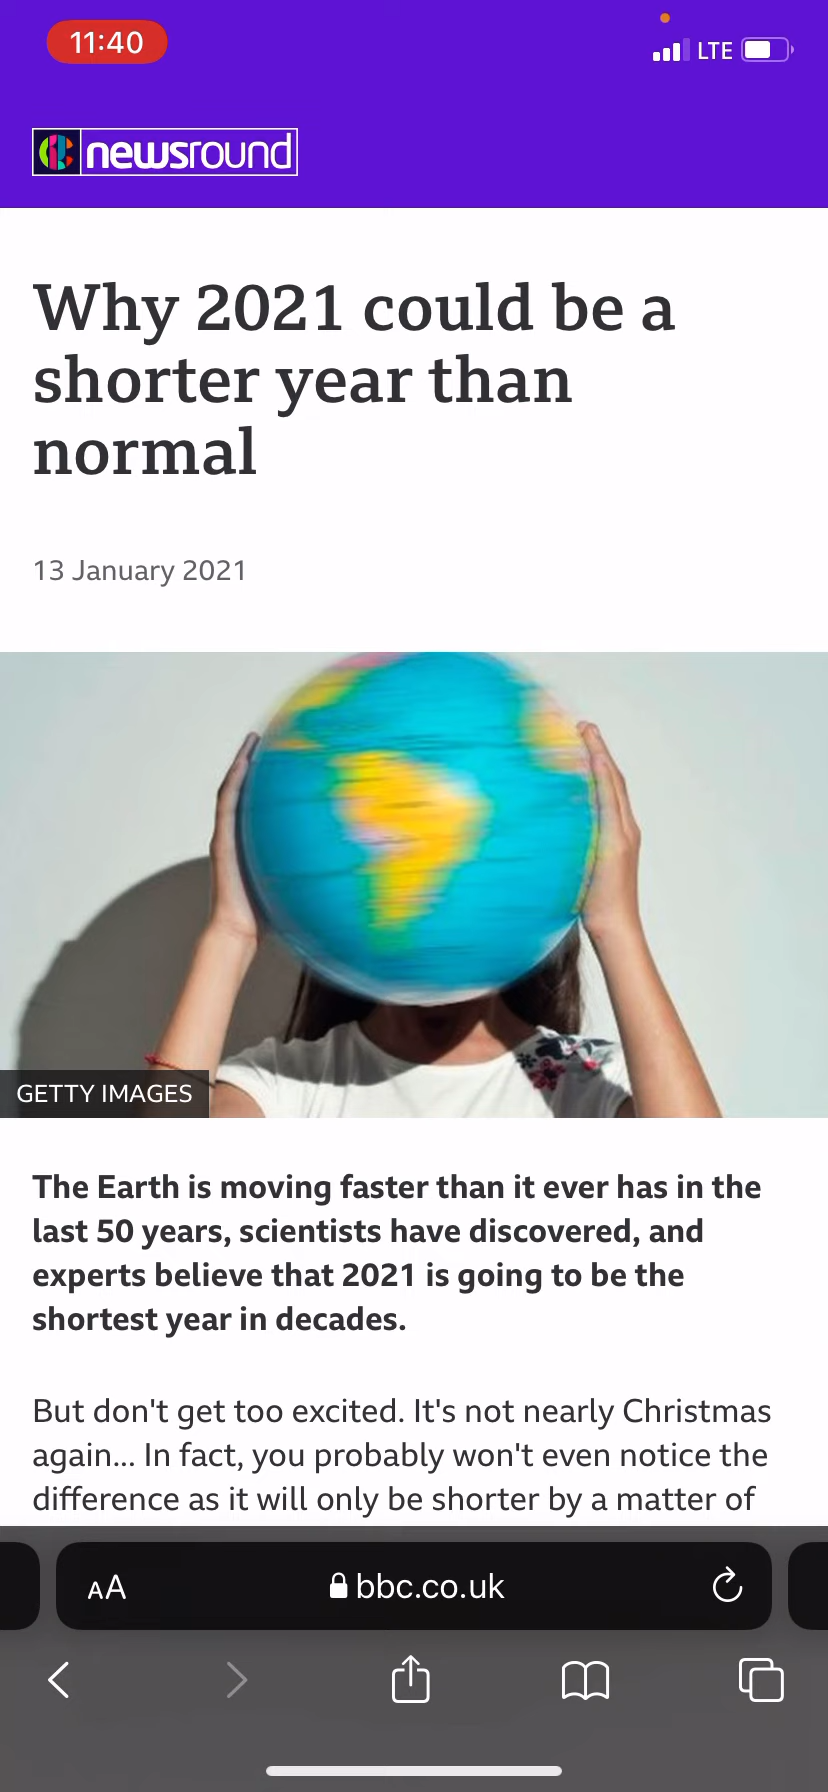 11:40
LTE
newsround
Why 2021 could be a
shorter year than
normal
13 January 2021
GETTY IMAGES
The Earth is moving faster than it ever has in the
last 50 years, scientists have discovered, and
experts believe that 2021 is going to be the
shortest year in decades.
But don't get too excited. It's not nearly Christmas
again... In fact, you probably won't even notice the
difference as it will only be shorter by a matter of
AA bbc.co.uk